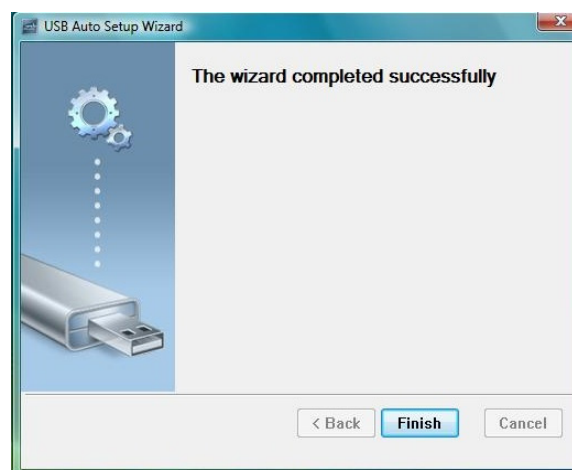 USB Auto Setup Wizard
The wizard completed successfully
< Back
Finish
Cancel